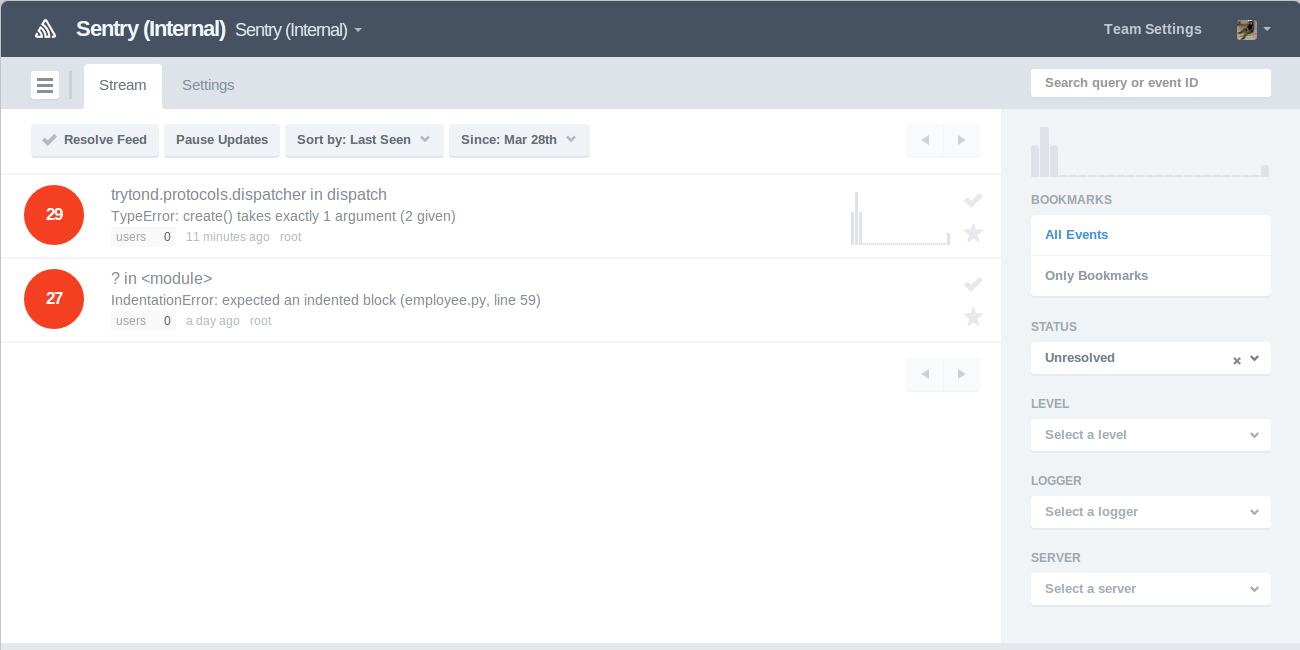 Sentry (Internal) Sentry (Internal)
Team Settings
Stream
Settings
Search query or event ID
Resolve Feed
Pause Updates
Sort by: Last Seen
Since: Mar 28th
29
trytond.protocols.dispatcher in dispatch
TypeError: create() takes exactly 1 argument (2 given)
users 0 11 minutes ago root
27
? in <module>
IndentationError: expected an indented block (employee.py, line 59)
users 0 a day ago root
BOOKMARKS
All Events
Only Bookmarks
STATUS
Unresolved
LEVEL
Select a level
LOGGER
Select a logger
SERVER
Select a server